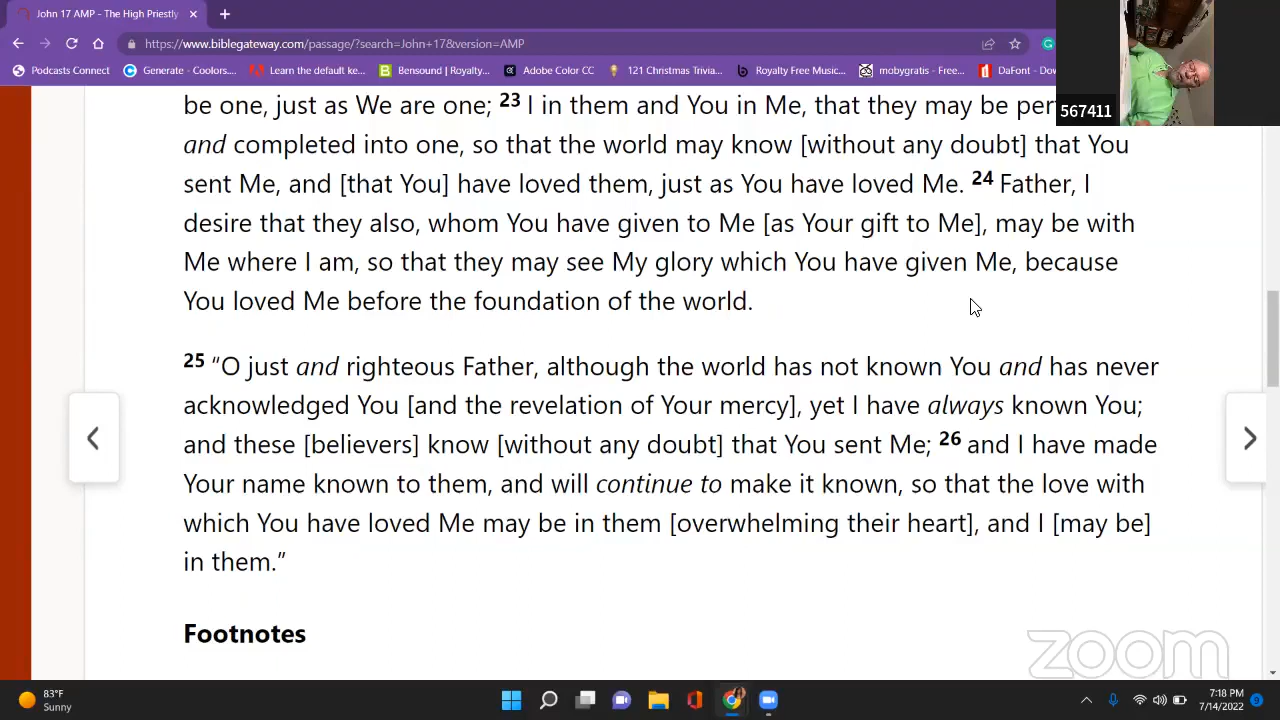 John 17 AMP - The High Priestly
https://www.biblegateway.com/passage/?search=John+17&version=AMP
Podcasts Connect
Generate - Coolors....
Learn the default ke...
Bensound | Royalty...
Adobe Color CC
121 Christmas Trivia...
Royalty Free Music...
mobygratis - Free...
DaFont - Dow
567411
be one, just as We are one; 23 I in them and You in Me, that they may be per
and completed into one, so that the world may know [without any doubt] that You
sent Me, and [that You] have loved them, just as You have loved Me. 24 Father, I
desire that they also, whom You have given to Me [as Your gift to Me], may be with
Me where I am, so that they may see My glory which You have given Me, because
You loved Me before the foundation of the world.
25 “O just and righteous Father, although the world has not known You and has never
acknowledged You [and the revelation of Your mercy], yet I have always known You;
and these [believers] know [without any doubt] that You sent Me; 26 and I have made
Your name known to them, and will continue to make it known, so that the love with
which You have loved Me may be in them [overwhelming their heart], and I [may be]
in them.”
Footnotes
zoom
83°F
Sunny
7:18 PM
7/14/2022